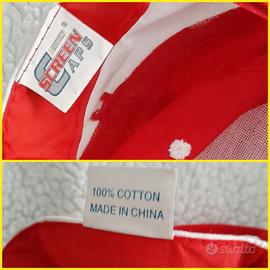 SCREEN
CAPS
100% COTTON
MADE IN CHINA
subito